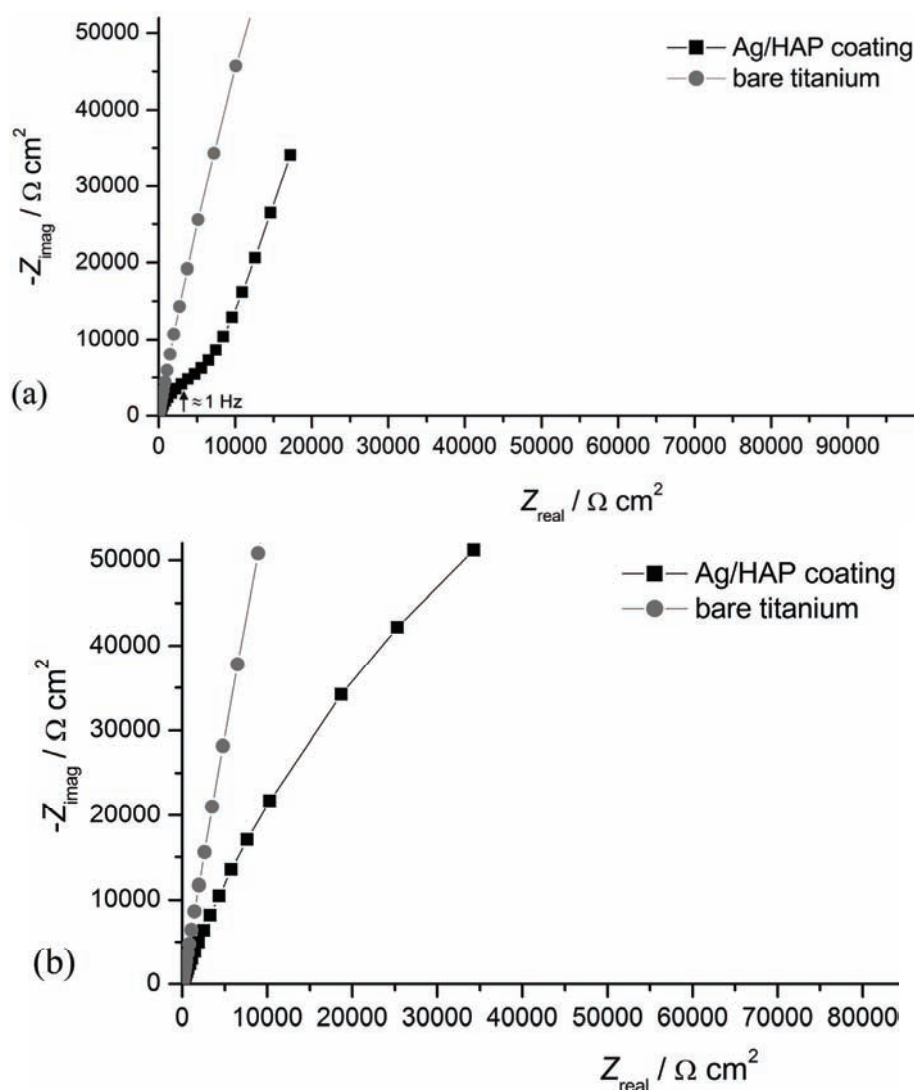 50000
40000
30000
20000
10000
0
-Z_imag / Ω cm²
Ag/HAP coating
bare titanium
(a)
≈ 1 Hz
0 10000 20000 30000 40000 50000 60000 70000 80000 90000
Z_real / Ω cm²
50000
40000
30000
20000
10000
0
-Z_imag / Ω cm²
Ag/HAP coating
bare titanium
(b)
0 10000 20000 30000 40000 50000 60000 70000 80000
Z_real / Ω cm²